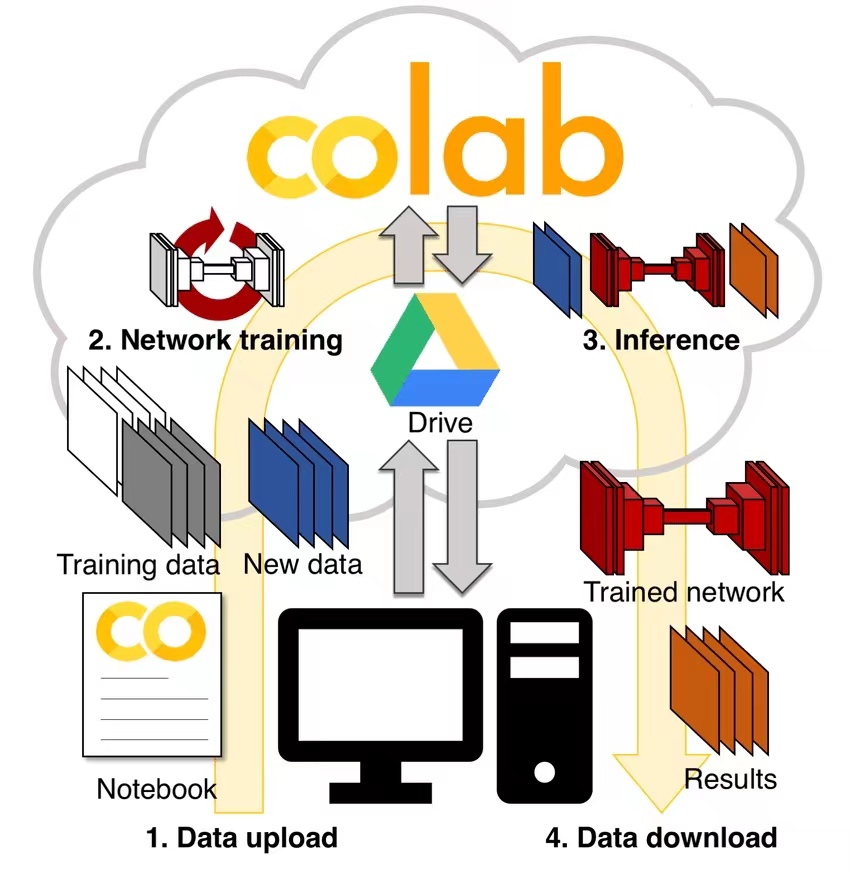 colab
2. Network training
3. Inference
Drive
Training data
New data
Trained network
CO
Notebook
Results
1. Data upload
4. Data download